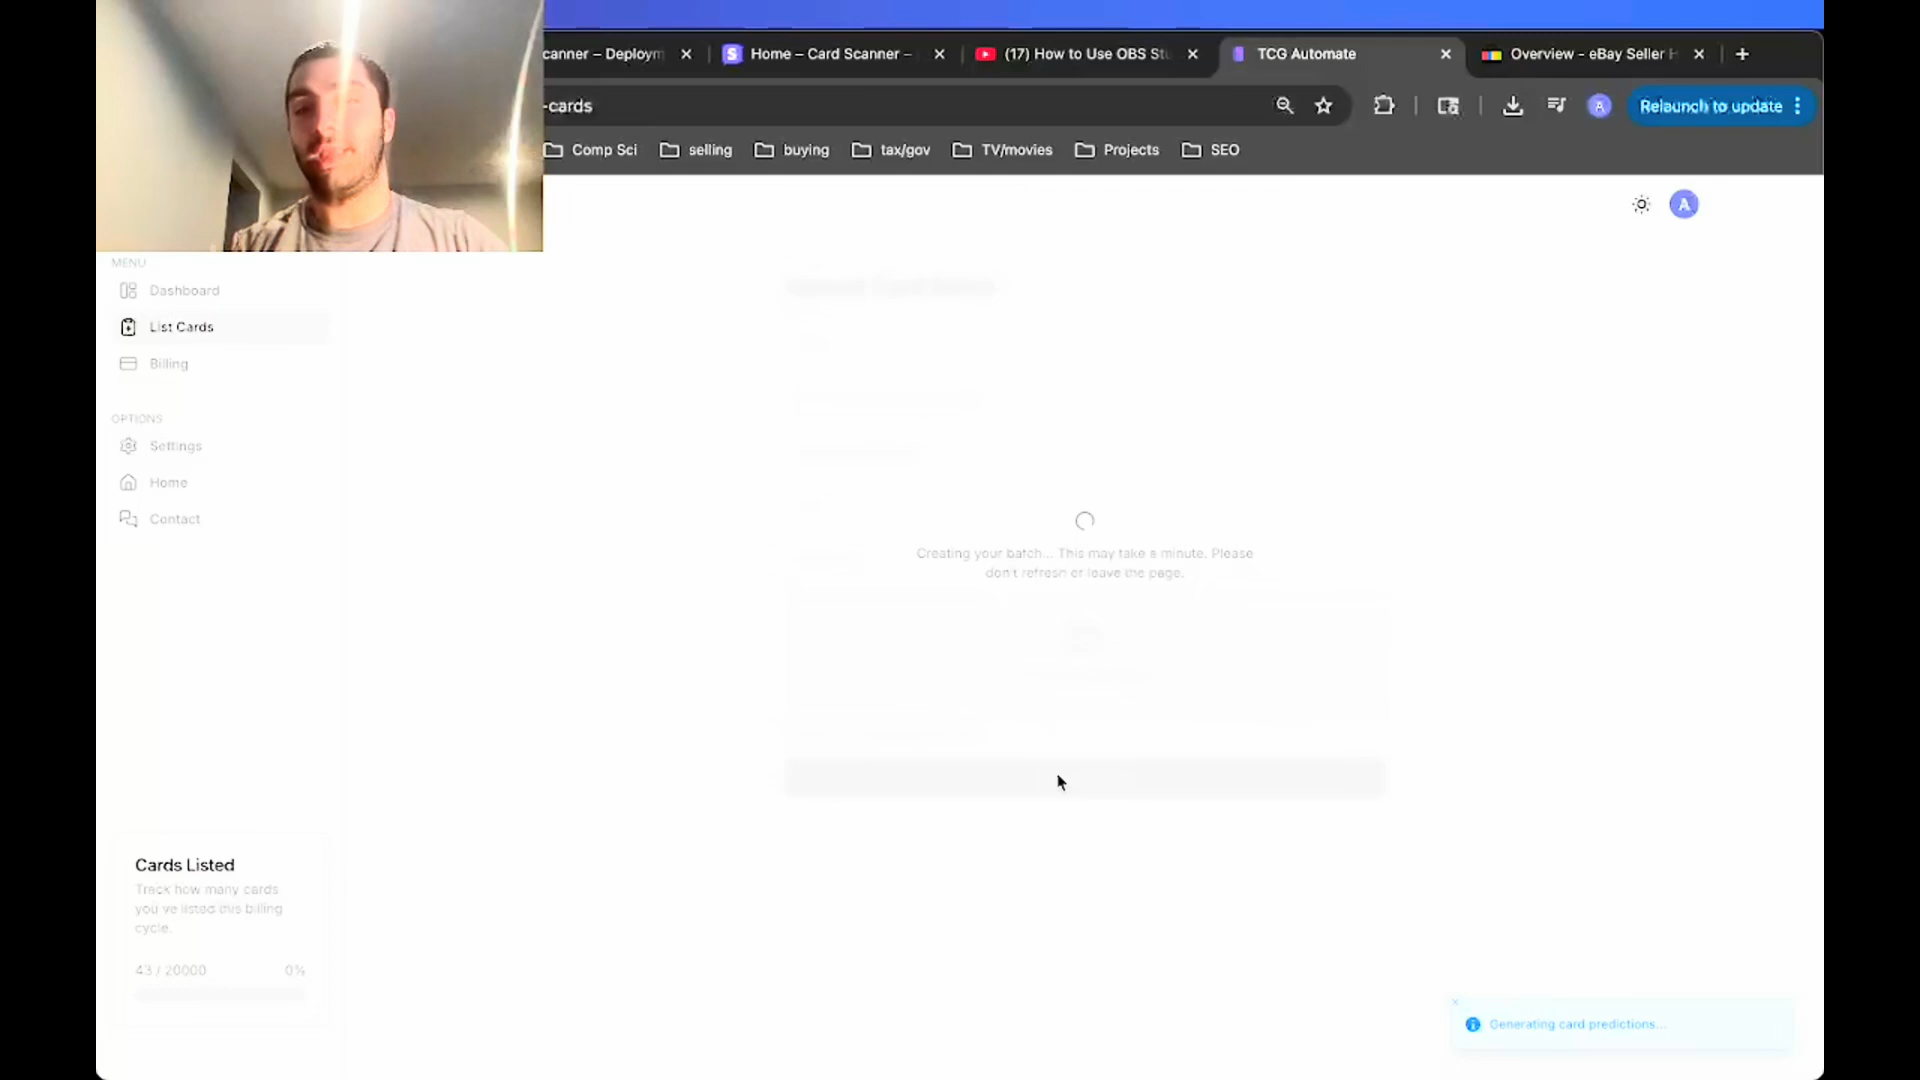 canner – Deploym
Home – Card Scanner –
(17) How to Use OBS Stu
TCG Automate
Overview - eBay Seller H
-cards
A
Relaunch to update
Comp Sci
selling
buying
tax/gov
TV/movies
Projects
SEO
A
MENU
Dashboard
List Cards
Billing
OPTIONS
Settings
Home
Contact
Creating your batch... This may take a minute. Please
don't refresh or leave the page.
Cards Listed
Track how many cards
you've listed this billing
cycle.
43 / 20000
0%
Generating card predictions...